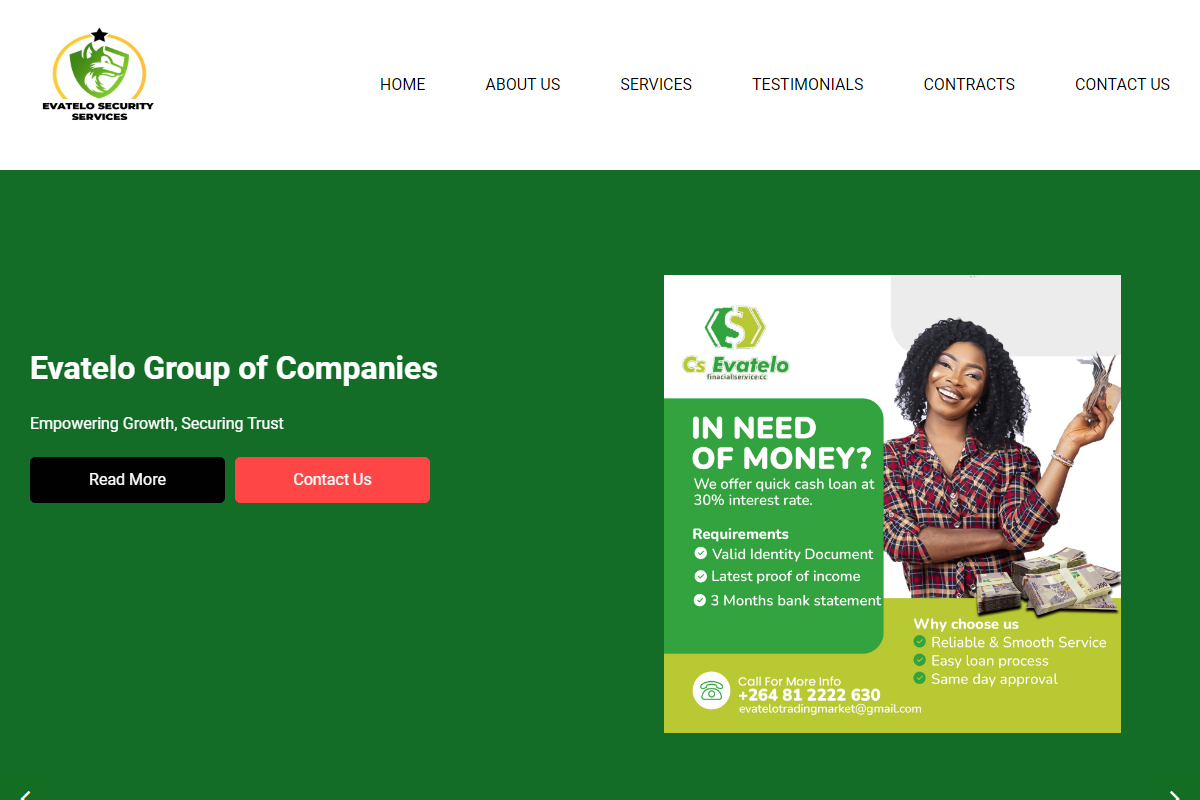 EVATELO SECURITY
SERVICES
HOME
ABOUT US
SERVICES
TESTIMONIALS
CONTRACTS
CONTACT US
Evatelo Group of Companies
Empowering Growth, Securing Trust
Read More
Contact Us
$
Cs Evatelo
finacialservice cc
IN NEED
OF MONEY?
We offer quick cash loan at
30% interest rate.
Requirements
Valid Identity Document
Latest proof of income
3 Months bank statement
Why choose us
Reliable & Smooth Service
Easy loan process
Same day approval
Call For More Info
+264 81 2222 630
evatelotradingmarket@gmail.com